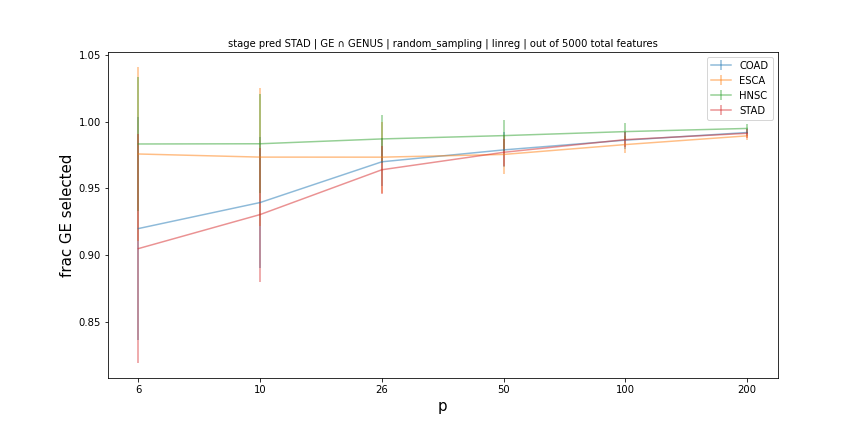 stage pred STAD | GE ∩ GENUS | random_sampling | linreg | out of 5000 total features
1.05
1.00
0.95
0.90
0.85
frac GE selected
COAD
ESCA
HNSC
STAD
6 10 26 50 100 200
p